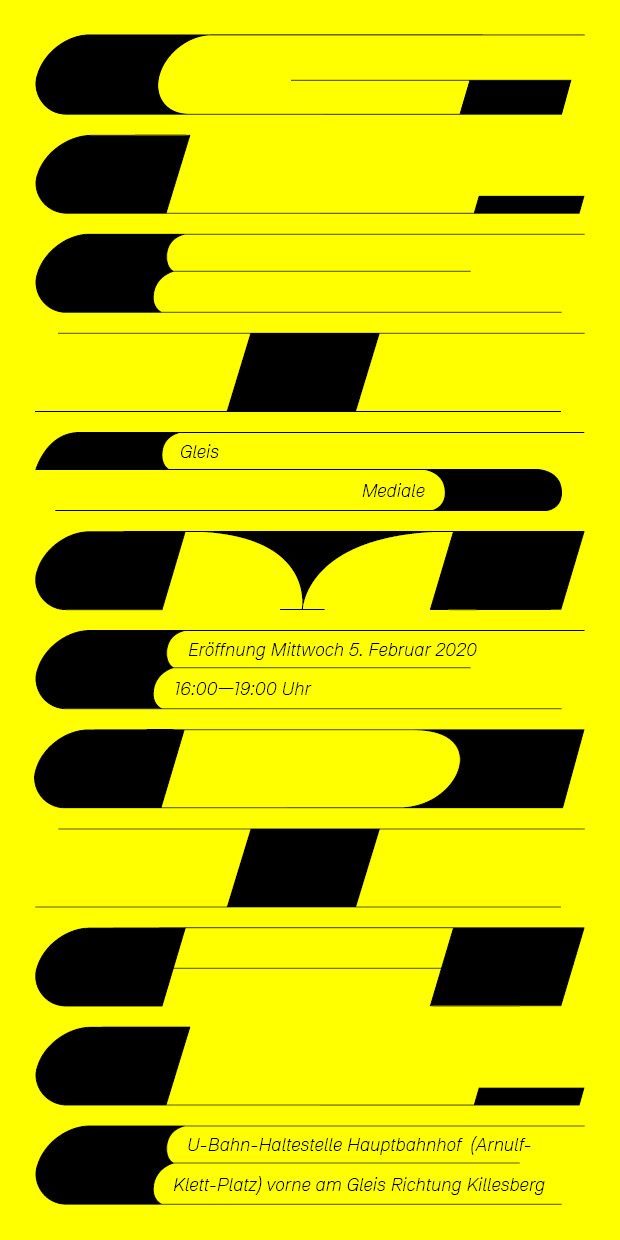 G
L
E
I
S
Gleis
Mediale
M
E
Eröffnung Mittwoch 5. Februar 2020
16:00—19:00 Uhr
D
I
A
L
E
U-Bahn-Haltestelle Hauptbahnhof (Arnulf-
Klett-Platz) vorne am Gleis Richtung Killesberg